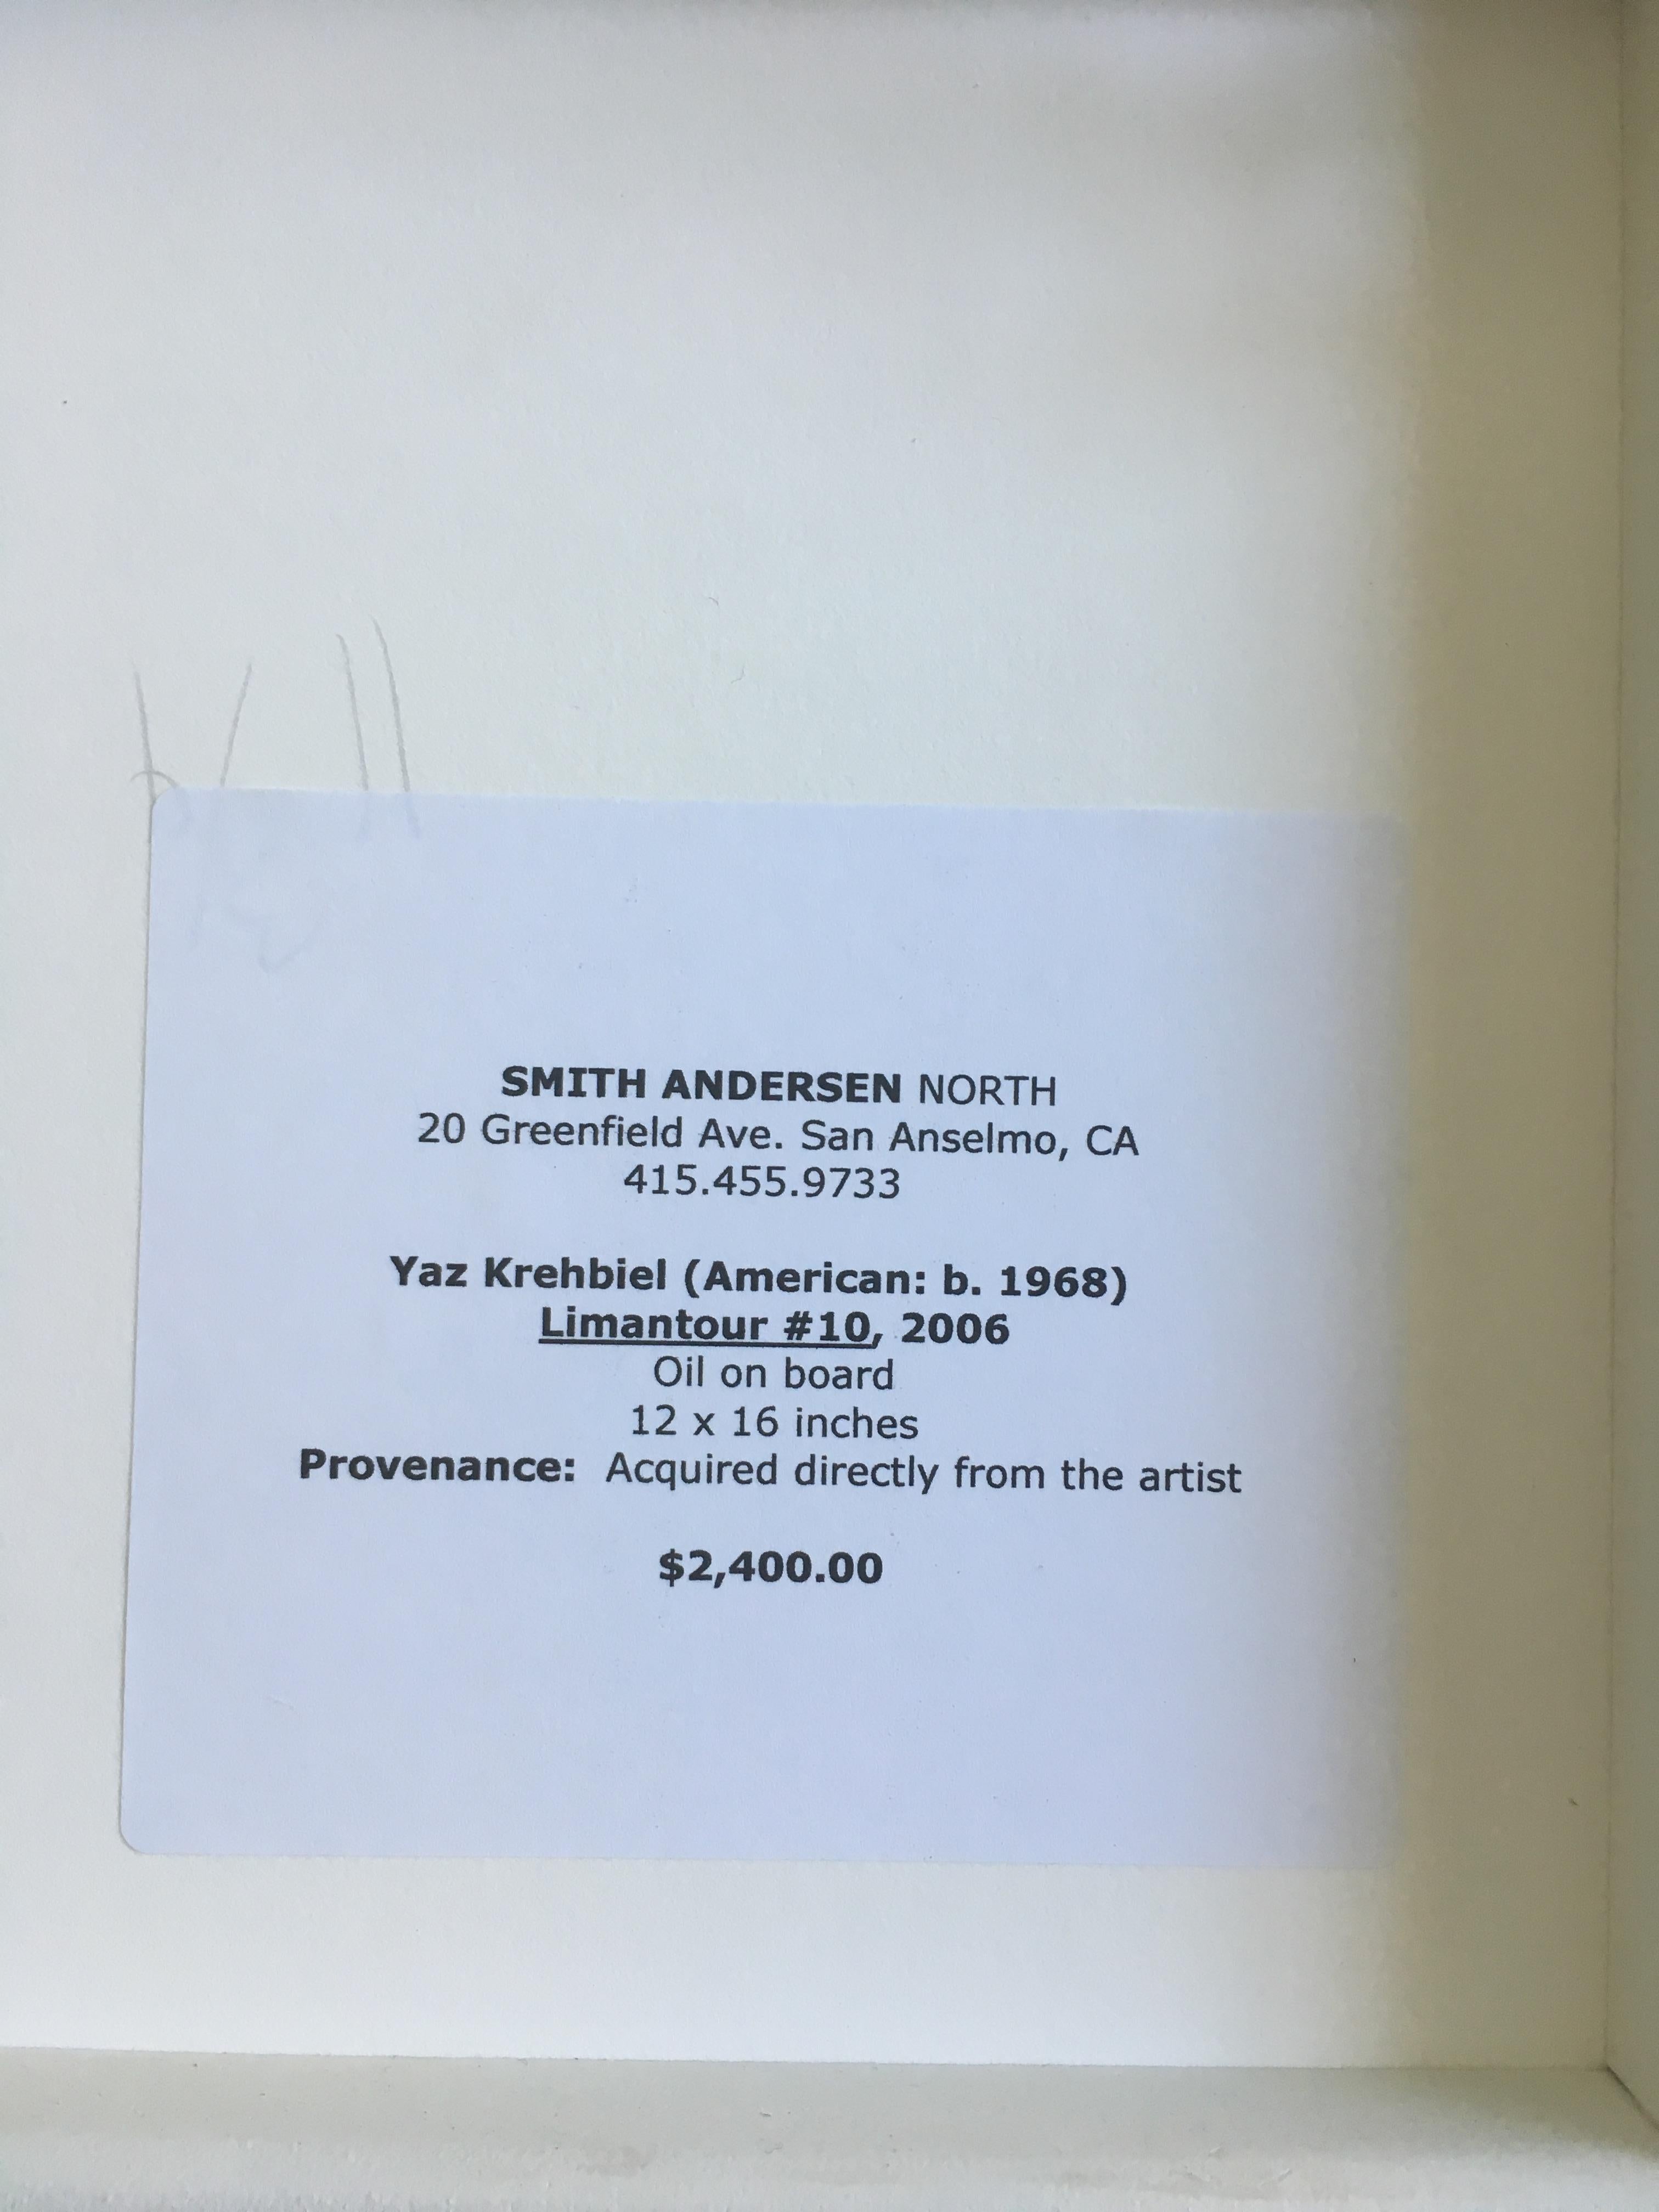 SMITH ANDERSEN NORTH
20 Greenfield Ave. San Anselmo, CA
415.455.9733
Yaz Krehbiel (American: b. 1968)
Limantour #10, 2006
Oil on board
12 x 16 inches
Provenance: Acquired directly from the artist
$2,400.00